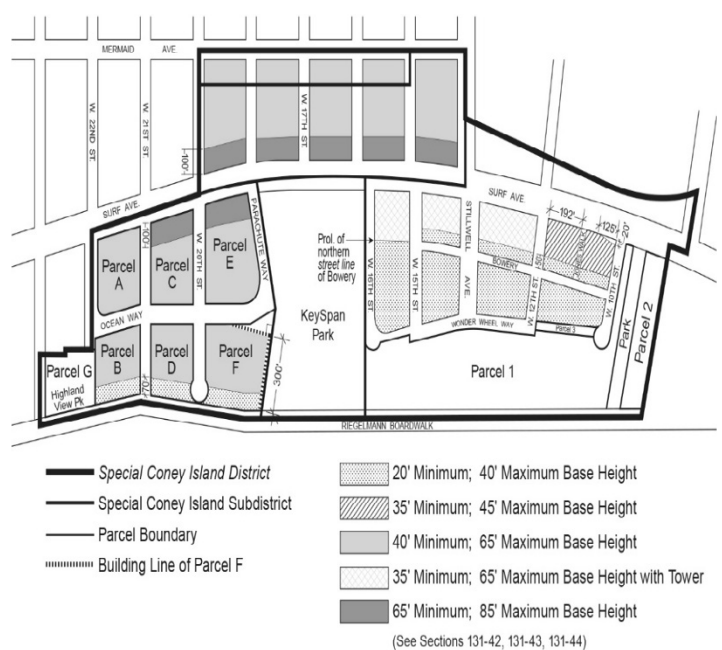 MERMAID AVE.
W. 22ND ST.
W. 21ST ST.
W. 17TH ST.
100'
SURF AVE.
SURF AVE.
192'
125'
20'
100'
W. 20TH ST.
PARACHUTE WAY
Prol. of
northern
street line
of Bowery
STILLWELL
AVE.
BOWERY
50'
W. 16TH ST.
W. 15TH ST.
W. 12TH ST.
W. 10TH ST.
Parcel
A
Parcel
C
Parcel
E
KeySpan
Park
OCEAN WAY
WONDER WHEEL WAY
Parcel 3
Park
Parcel 2
Parcel G
Highland
View Pk
Parcel
B
70'
Parcel
D
Parcel
F
306'
Parcel 1
RIEGELMANN BOARDWALK
Special Coney Island District
Special Coney Island Subdistrict
Parcel Boundary
Building Line of Parcel F
20' Minimum; 40' Maximum Base Height
35' Minimum; 45' Maximum Base Height
40' Minimum; 65' Maximum Base Height
35' Minimum; 65' Maximum Base Height with Tower
65' Minimum; 85' Maximum Base Height
(See Sections 131-42, 131-43, 131-44)